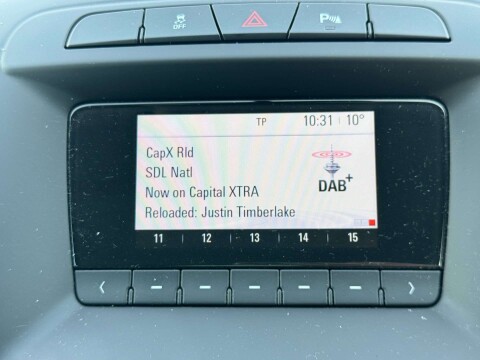 OFF
P
TP 10:31 10°
CapX Rld
SDL Natl
Now on Capital XTRA
Reloaded: Justin Timberlake
DAB+
11 12 13 14 15